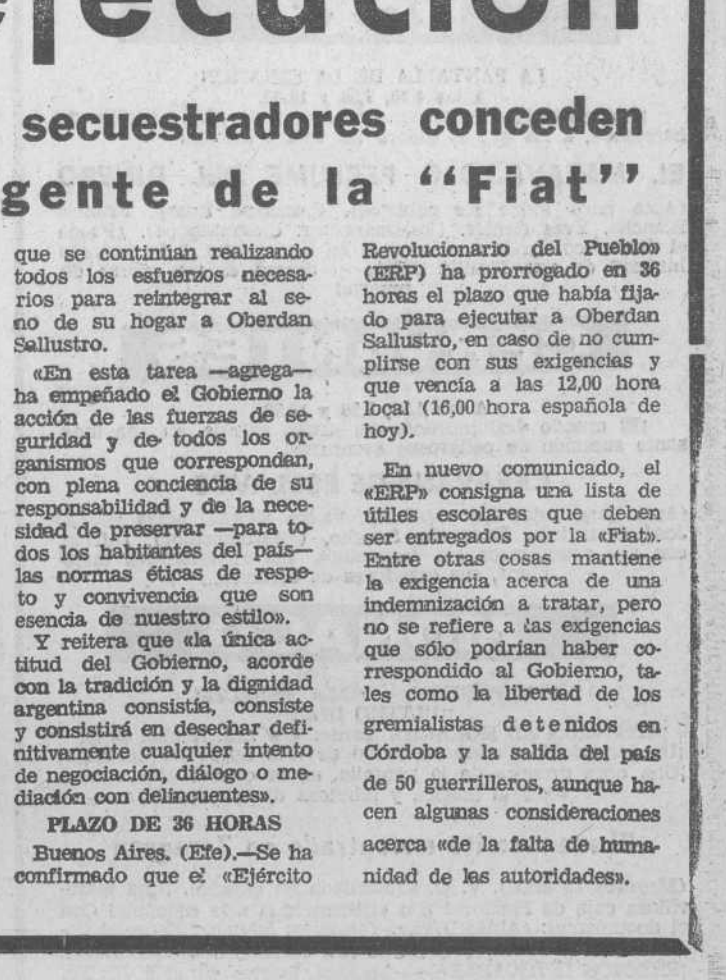 ejecución
secuestradores conceden
gente de la “Fiat”
que se continúan realizando
todos los esfuerzos necesa-
rios para reintegrar al se-
no de su hogar a Oberdan
Sallustro.
«En esta tarea —agrega—
ha empeñado el Gobierno la
acción de las fuerzas de se-
guridad y de todos los or-
ganismos que correspondan,
con plena conciencia de su
responsabilidad y de la nece-
sidad de preservar —para to-
dos los habitantes del país—
las normas éticas de respe-
to y convivencia que son
esencia de nuestro estilo».
Y reitera que «la única ac-
titud del Gobierno, acorde
con la tradición y la dignidad
argentina consistía, consiste
y consistirá en desechar defi-
nitivamente cualquier intento
de negociación, diálogo o me-
diación con delincuentes».
PLAZO DE 36 HORAS
Buenos Aires. (Efe).—Se ha
confirmado que el «Ejército
Revolucionario del Pueblo»
(ERP) ha prorrogado en 36
horas el plazo que había fija-
do para ejecutar a Oberdan
Sallustro, en caso de no cum-
plirse con sus exigencias y
que vencía a las 12,00 hora
local (16,00 hora española de
hoy).
En nuevo comunicado, el
«ERP» consigna una lista de
útiles escolares que deben
ser entregados por la «Fiat».
Entre otras cosas mantiene
la exigencia acerca de una
indemnización a tratar, pero
no se refiere a las exigencias
que sólo podrían haber co-
rrespondido al Gobierno, ta-
les como la libertad de los
gremialistas detenidos en
Córdoba y la salida del país
de 50 guerrilleros, aunque ha-
cen algunas consideraciones
acerca «de la falta de huma-
nidad de las autoridades».